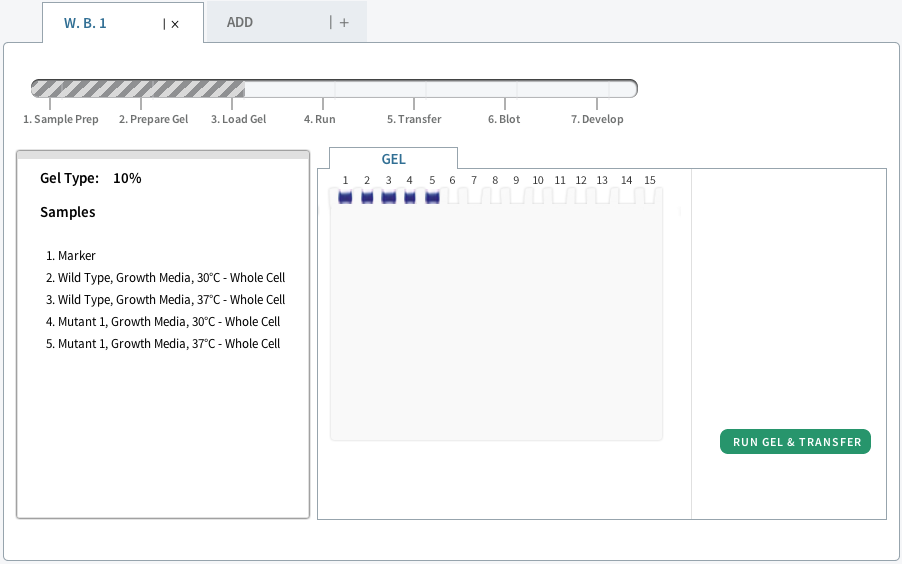 W. B. 1 | × ADD | +
1. Sample Prep 2. Prepare Gel 3. Load Gel 4. Run 5. Transfer 6. Blot 7. Develop
Gel Type: 10%
Samples
1. Marker
2. Wild Type, Growth Media, 30°C - Whole Cell
3. Wild Type, Growth Media, 37°C - Whole Cell
4. Mutant 1, Growth Media, 30°C - Whole Cell
5. Mutant 1, Growth Media, 37°C - Whole Cell
GEL
1 2 3 4 5 6 7 8 9 10 11 12 13 14 15
RUN GEL & TRANSFER